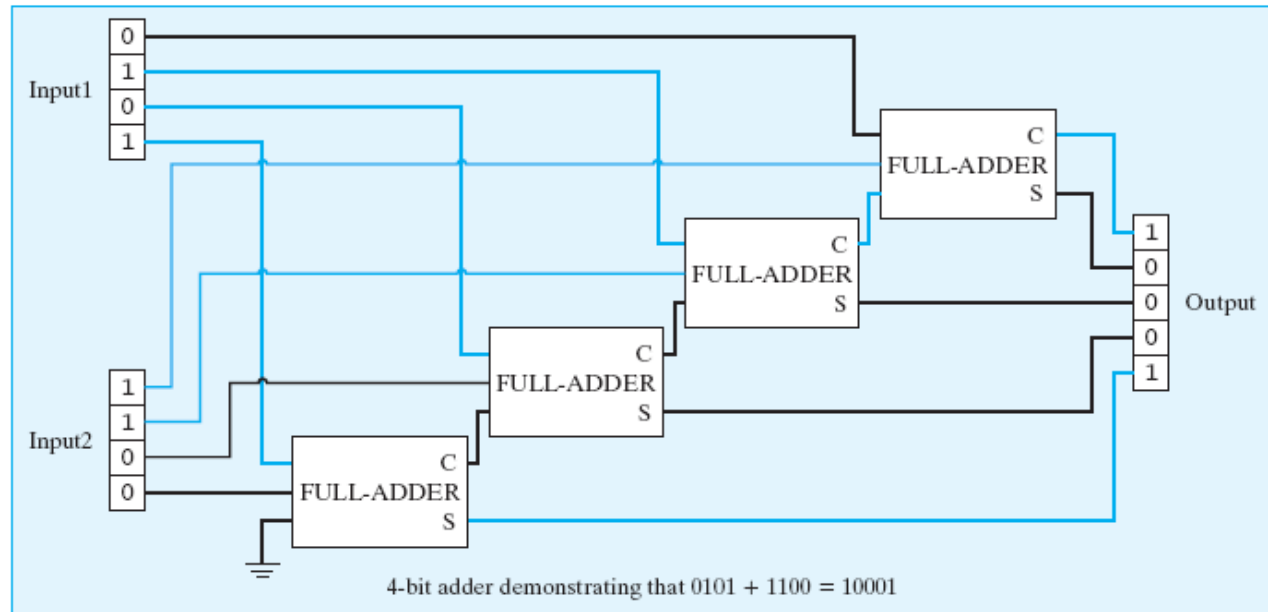 Input1
0
1
0
1
C
FULL-ADDER
S
C
FULL-ADDER
S
1
0
0
0
1
Output
C
FULL-ADDER
S
Input2
1
1
0
0
C
FULL-ADDER
S
4-bit adder demonstrating that 0101 + 1100 = 10001